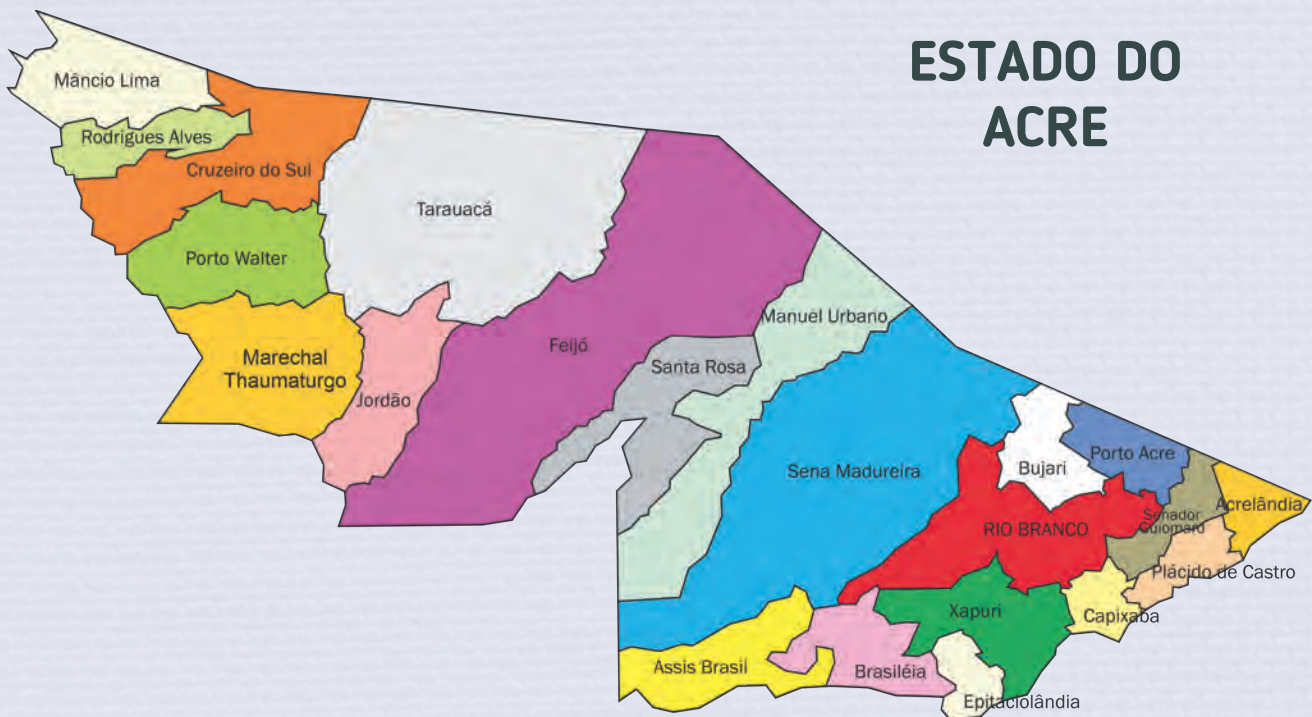 ESTADO DO
ACRE
Mâncio Lima
Rodrigues Alves
Cruzeiro do Sul
Tarauacá
Porto Walter
Manuel Urbano
Feijó
Marechal
Thaumaturgo
Santa Rosa
Jordão
Porto Acre
Bujari
Sena Madureira
Acrelândia
Senador
Guiomard
RIO BRANCO
Plácido de Castro
Xapuri
Capixaba
Assis Brasil
Brasiléia
Epitaciolândia